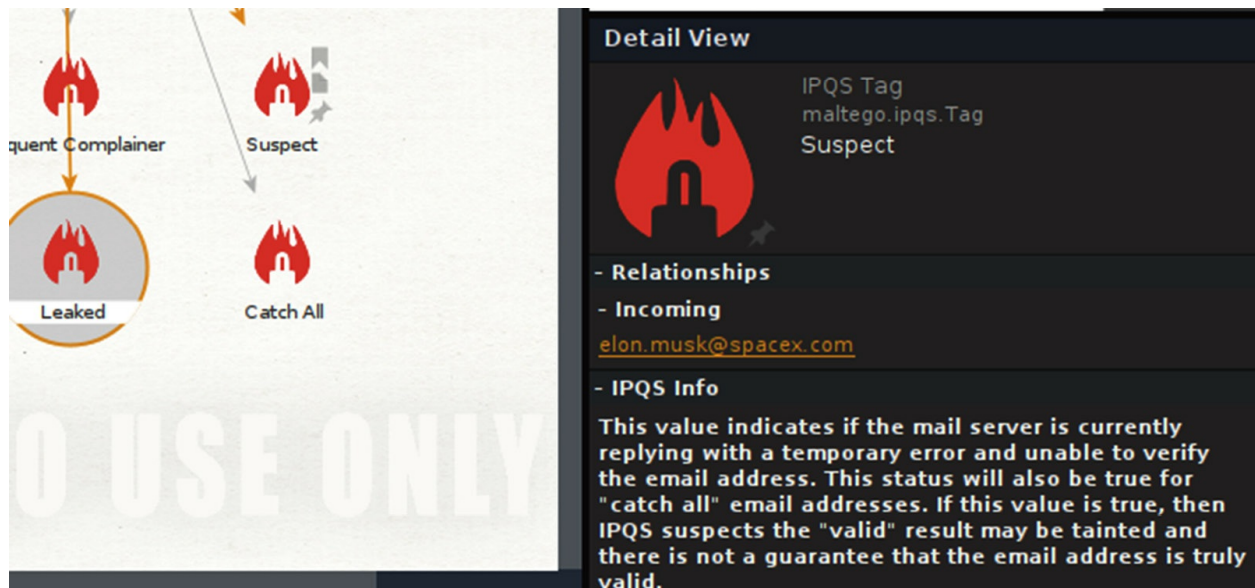 quent Complainer
Suspect
Leaked
Catch All
O USE ONLY
Detail View
IPQS Tag
maltego.ipqs.Tag
Suspect
- Relationships
- Incoming
elon.musk@spacex.com
- IPQS Info
This value indicates if the mail server is currently
replying with a temporary error and unable to verify
the email address. This status will also be true for
"catch all" email addresses. If this value is true, then
IPQS suspects the "valid" result may be tainted and
there is not a guarantee that the email address is truly
valid.